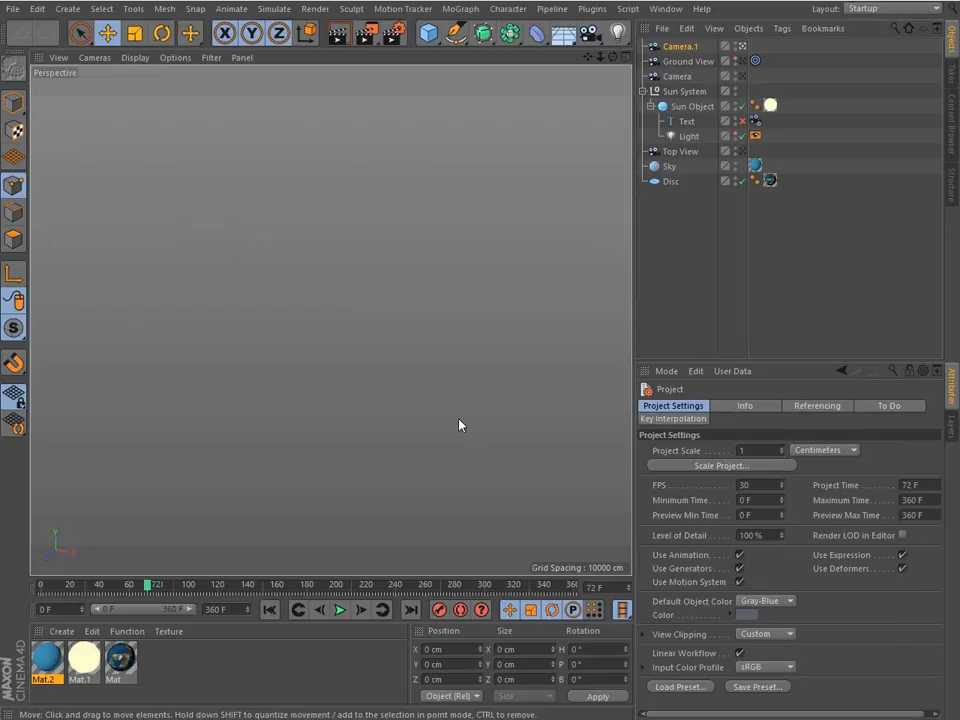 File Edit Create Select Tools Mesh Snap Animate Simulate Render Sculpt Motion Tracker MoGraph Character Pipeline Plugins Script Window Help Layout: Startup
View Cameras Display Options Filter Panel
Perspective
Grid Spacing : 10000 cm
0 20 40 60 72 100 120 140 160 180 200 220 240 260 280 300 320 340 360 72 F
0 F 0 F 360 F 360 F
Create Edit Function Texture
Mat.2 Mat.1 Mat
MAXON
CINEMA4D
Position Size Rotation
X 0 cm X 0 cm H 0 °
Y 0 cm Y 0 cm P 0 °
Z 0 cm Z 0 cm B 0 °
Object (Rel) Size Apply
Move: Click and drag to move elements. Hold down SHIFT to quantize movement / add to the selection in point mode, CTRL to remove.
File Edit View Objects Tags Bookmarks
Camera.1
Ground View
Camera
Sun System
Sun Object
Text
Light
Top View
Sky
Disc
Objects
Takes
Content Browser
Structure
Mode Edit User Data
Project
Project Settings Info Referencing To Do
Key Interpolation
Project Settings
Project Scale 1 Centimeters
Scale Project...
FPS 30 Project Time 72 F
Minimum Time 0 F Maximum Time 360 F
Preview Min Time 0 F Preview Max Time 360 F
Level of Detail 100 % Render LOD in Editor
Use Animation Use Expression
Use Generators Use Deformers
Use Motion System
Default Object Color Gray-Blue
Color
View Clipping Custom
Linear Workflow
Input Color Profile sRGB
Load Preset... Save Preset...
Attributes
Layers